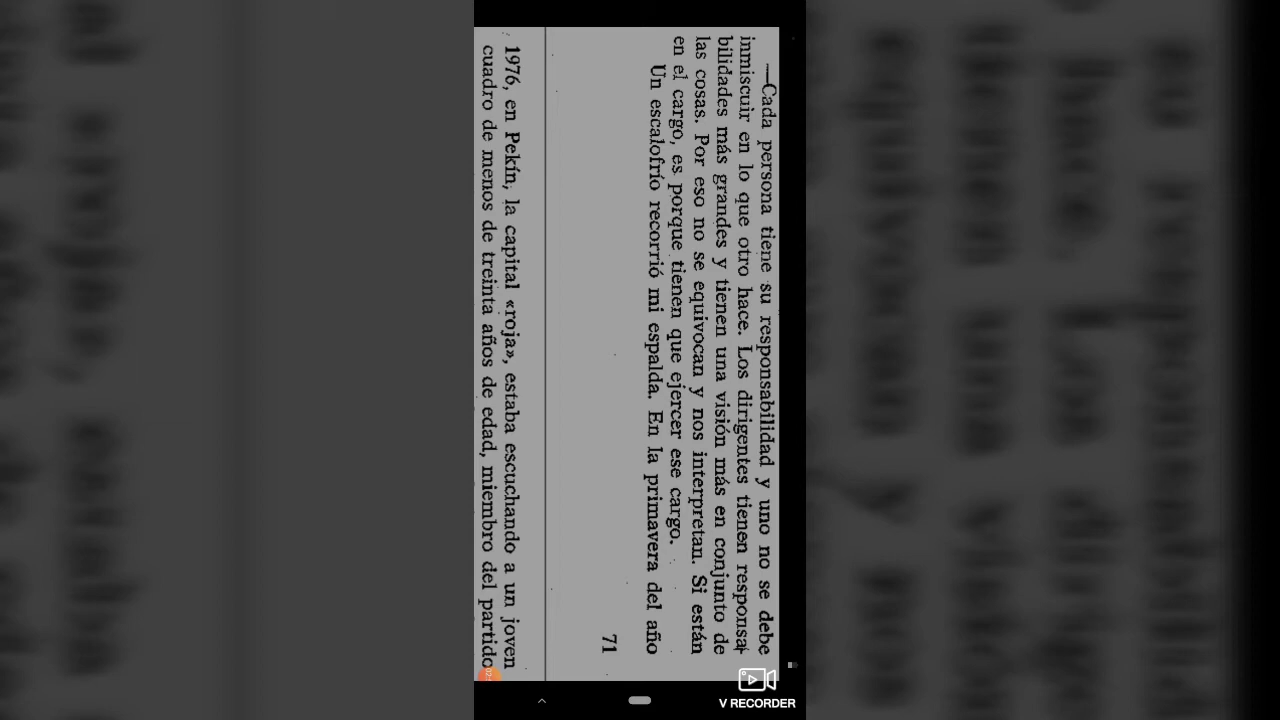 —Cada persona tiene su responsabilidad y uno no se debe
inmiscuir en lo que otro hace. Los dirigentes tienen responsa-
bilidades más grandes y tienen una visión más en conjunto de
las cosas. Por eso no se equivocan y nos interpretan. Si están
en el cargo, es porque tienen que ejercer ese cargo.
Un escalofrío recorrió mi espalda. En la primavera del año
71
1976, en Pekín, la capital «roja», estaba escuchando a un joven
cuadro de menos de treinta años de edad, miembro del partido
V RECORDER